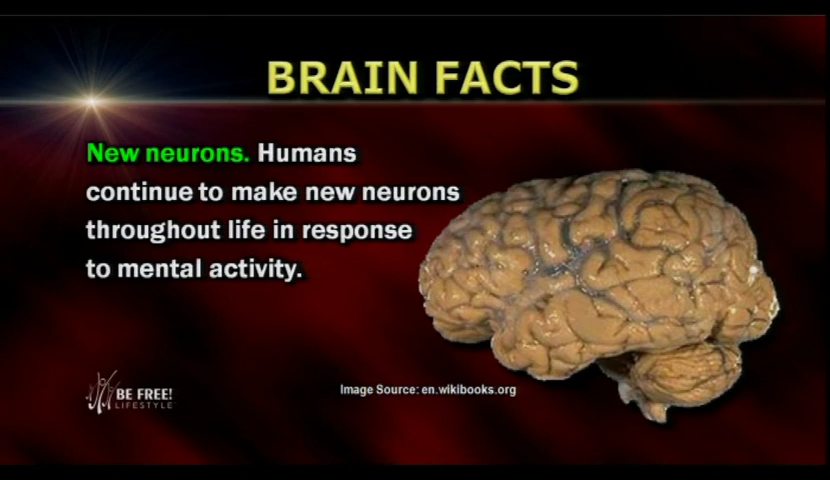 BRAIN FACTS
New neurons. Humans
continue to make new neurons
throughout life in response
to mental activity.
BE FREE!
LIFESTYLE
Image Source: en.wikibooks.org